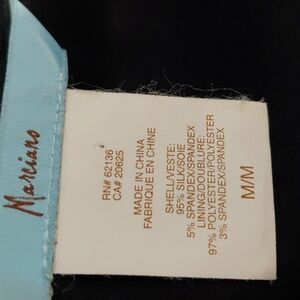 Marciano
RN# 62136
CA# 20625
MADE IN CHINA
FABRIQUE EN CHINE
SHELL/VESTE:
95% SILK/SOIE
5% SPANDEX/SPANDEX
LINING/DOUBLURE:
97% POLYESTER/POLYESTER
3% SPANDEX/SPANDEX
M/M